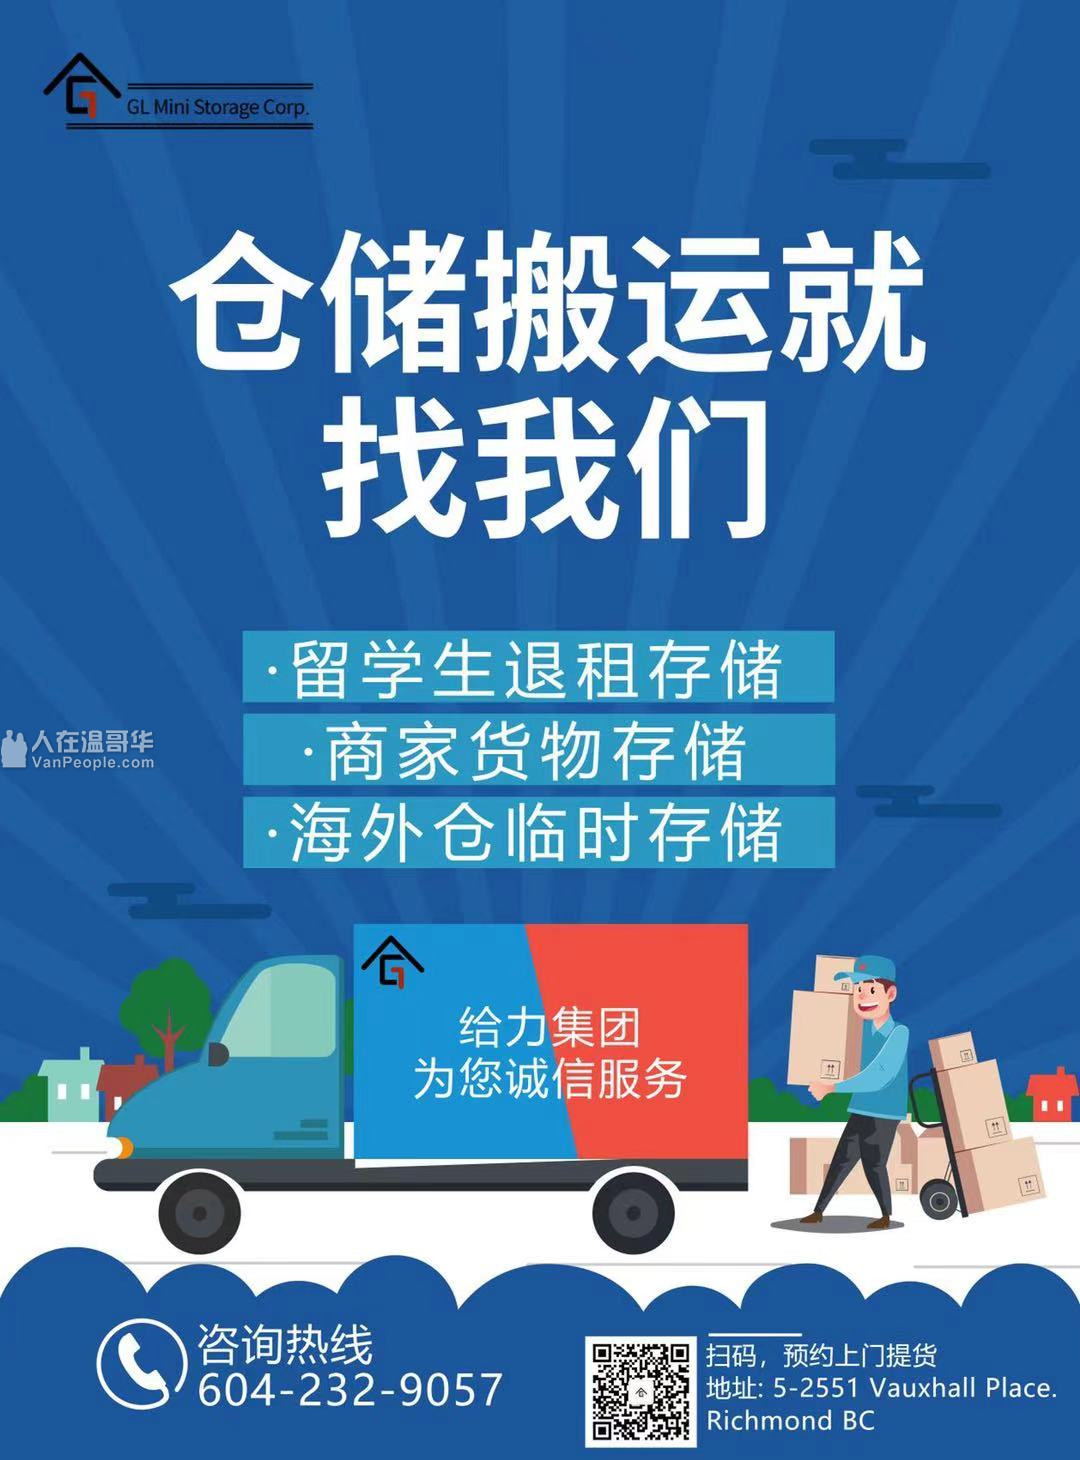 GL Mini Storage Corp.
仓储搬运就
找我们
·留学生退租存储
·商家货物存储
·海外仓临时存储
人在温哥华
VanPeople.com
给力集团
为您诚信服务
咨询热线
604-232-9057
扫码，预约上门提货
地址: 5-2551 Vauxhall Place.
Richmond BC